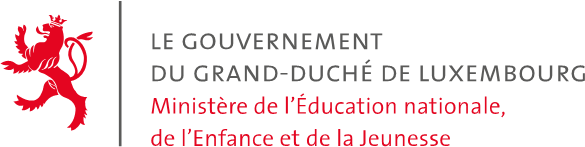 LE GOUVERNEMENT
DU GRAND-DUCHÉ DE LUXEMBOURG
Ministère de l'Éducation nationale,
de l'Enfance et de la Jeunesse